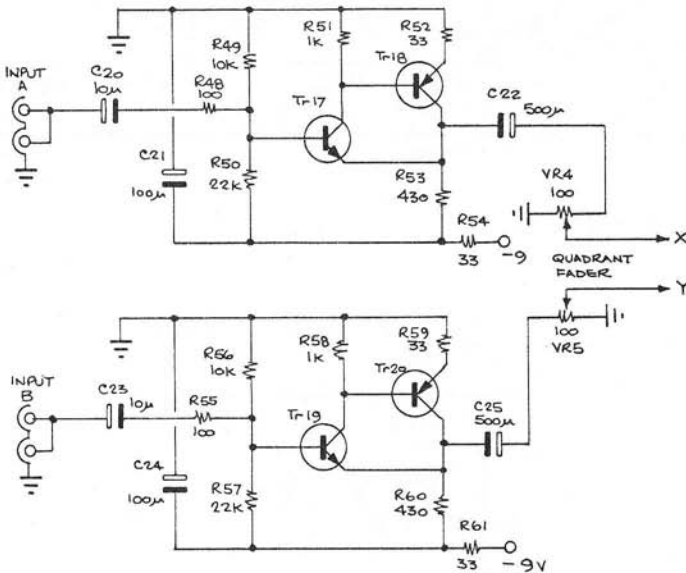 INPUT
A
C20
10µ
R48
100
R49
10K
R51
1K
R52
33
Tr18
Tr17
C21
100µ
R50
22K
R53
430
C22
500µ
VR4
100
R54
33
-9
X
QUADRANT
FADER
Y
100
VR5
INPUT
B
C23
10µ
R55
100
R56
10K
R58
1K
R59
33
Tr20
Tr19
C24
100µ
R57
22K
R60
430
C25
500µ
R61
33
-9V